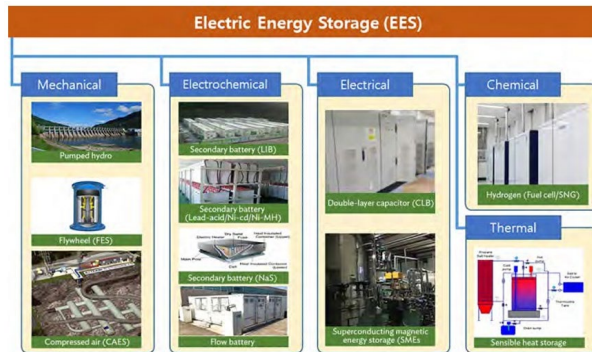 Electric Energy Storage (EES)
Mechanical
Pumped hydro
Flywheel (FES)
Compressed air (CAES)
Electrochemical
Secondary battery (LIB)
Secondary battery
(Lead-acid/Ni-cd/Ni-MH)
Secondary battery (NaS)
Flow battery
Electrical
Double-layer capacitor (CLB)
Superconducting magnetic
energy storage (SMEs
Chemical
Hydrogen (Fuel cell/SNG)
Thermal
Sensible heat storage